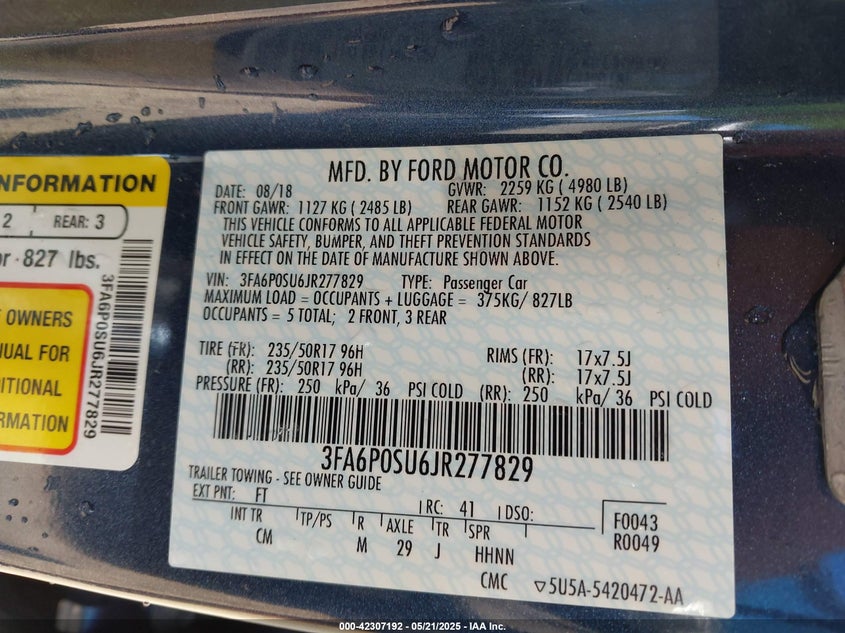 NFORMATION
2 REAR: 3
or · 827 lbs.
OWNERS
NUAL FOR
ITIONAL
RMATION
3FA6P0SU6JR277829
MFD. BY FORD MOTOR CO.
DATE: 08/18 GVWR: 2259 KG ( 4980 LB)
FRONT GAWR: 1127 KG ( 2485 LB) REAR GAWR: 1152 KG ( 2540 LB)
THIS VEHICLE CONFORMS TO ALL APPLICABLE FEDERAL MOTOR
VEHICLE SAFETY, BUMPER, AND THEFT PREVENTION STANDARDS
IN EFFECT ON THE DATE OF MANUFACTURE SHOWN ABOVE.
VIN: 3FA6P0SU6JR277829 TYPE: Passenger Car
MAXIMUM LOAD = OCCUPANTS + LUGGAGE = 375KG/ 827LB
OCCUPANTS = 5 TOTAL; 2 FRONT, 3 REAR
TIRE (FR): 235/50R17 96H RIMS (FR): 17x7.5J
(RR): 235/50R17 96H (RR): 17x7.5J
PRESSURE (FR): 250 kPa/ 36 PSI COLD (RR): 250 kPa/ 36 PSI COLD
3FA6P0SU6JR277829
TRAILER TOWING - SEE OWNER GUIDE
EXT PNT: FT RC: 41 DSO: F0043
INT TR TP/PS R AXLE TR SPR R0049
CM M 29 J HHNN
CMC ▽5U5A-5420472-AA
000-42307192 — 05/21/2025 — IAA Inc.